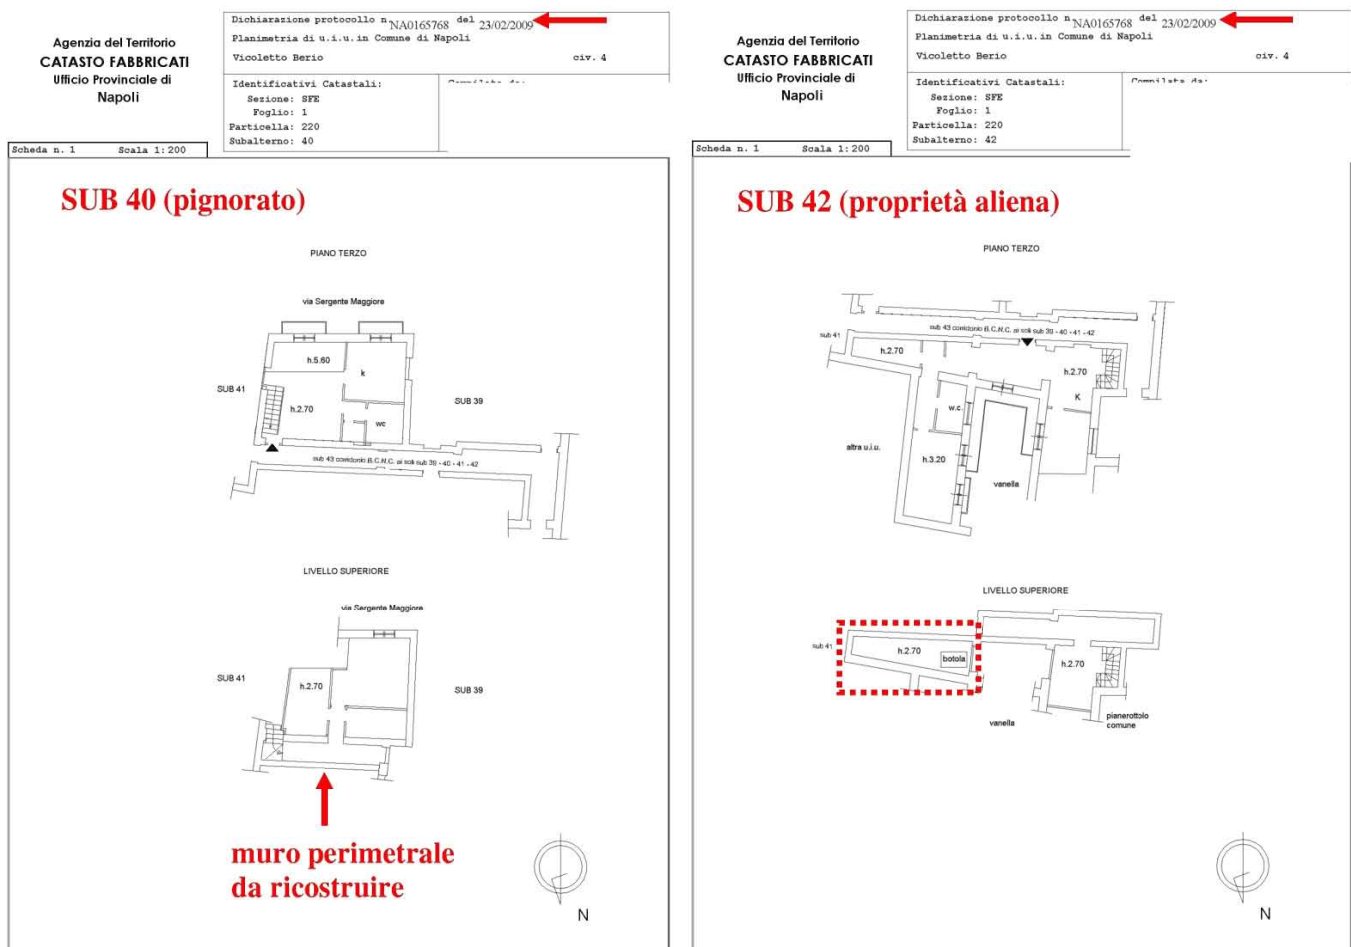 Agenzia del Territorio
CATASTO FABBRICATI
Ufficio Provinciale di
Napoli
Dichiarazione protocollo n NA0165768 del 23/02/2009
Planimetria di u.i.u. in Comune di Napoli
Vicoletto Berio civ. 4
Identificativi Catastali:
Sezione: SFE
Foglio: 1
Particella: 220
Subalterno: 40
Scheda n. 1 Scala 1:200
SUB 40 (pignorato)
PIANO TERZO
via Sergente Maggiore
h.5.60
k
SUB 41
h.2.70
wc
SUB 39
sub 43 corridoio B.C.N.C. ai soli sub 39 - 40 - 41 - 42
LIVELLO SUPERIORE
via Sergente Maggiore
SUB 41
h.2.70
SUB 39
muro perimetrale
da ricostruire
N
Agenzia del Territorio
CATASTO FABBRICATI
Ufficio Provinciale di
Napoli
Dichiarazione protocollo n NA0165768 del 23/02/2009
Planimetria di u.i.u. in Comune di Napoli
Vicoletto Berio civ. 4
Identificativi Catastali:
Sezione: SFE
Foglio: 1
Particella: 220
Subalterno: 42
Scheda n. 1 Scala 1:200
SUB 42 (proprietà aliena)
PIANO TERZO
sub 43 corridoio B.C.N.C. ai soli sub 39 - 40 - 41 - 42
sub 41
h.2.70
h.2.70
K
w.c.
altra u.i.u.
h.3.20
vanella
LIVELLO SUPERIORE
sub 41
h.2.70
botola
h.2.70
vanella
pianerottolo
comune
N